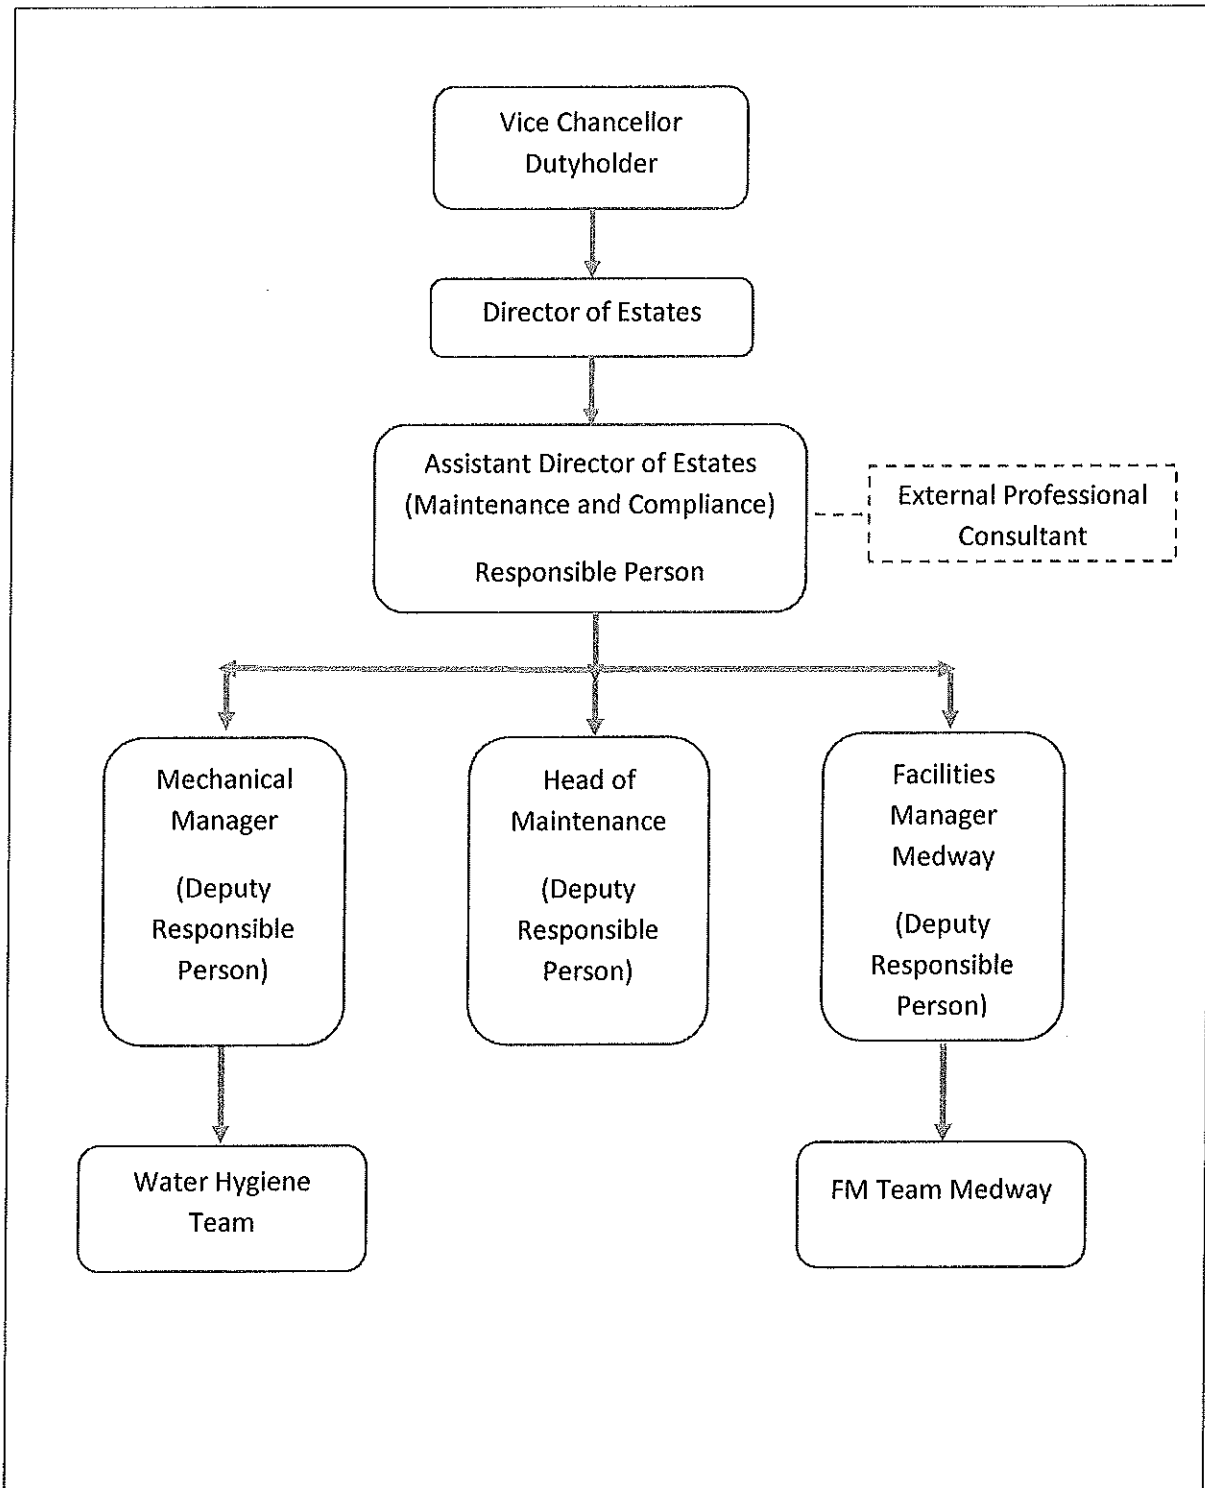 Vice Chancellor
Dutyholder
Director of Estates
Assistant Director of Estates
(Maintenance and Compliance)
Responsible Person
External Professional
Consultant
Mechanical
Manager
(Deputy
Responsible
Person)
Head of
Maintenance
(Deputy
Responsible
Person)
Facilities
Manager
Medway
(Deputy
Responsible
Person)
Water Hygiene
Team
FM Team Medway